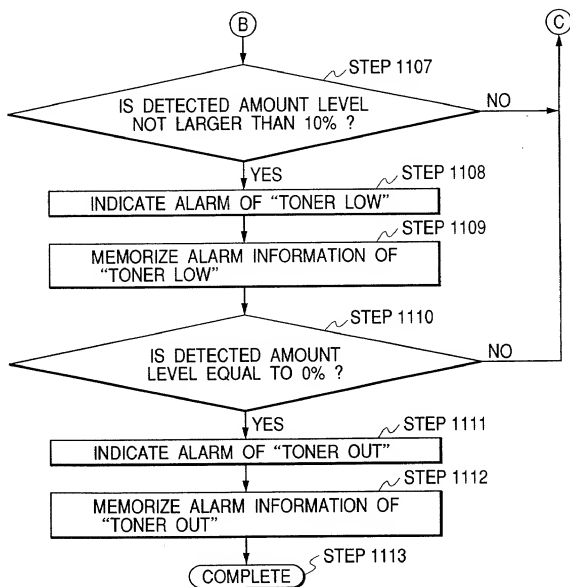 B
C
STEP 1107
IS DETECTED AMOUNT LEVEL
NOT LARGER THAN 10% ?
NO
YES
STEP 1108
INDICATE ALARM OF “TONER LOW”
STEP 1109
MEMORIZE ALARM INFORMATION OF
“TONER LOW”
STEP 1110
IS DETECTED AMOUNT
LEVEL EQUAL TO 0% ?
NO
YES
STEP 1111
INDICATE ALARM OF “TONER OUT”
STEP 1112
MEMORIZE ALARM INFORMATION OF
“TONER OUT”
STEP 1113
COMPLETE